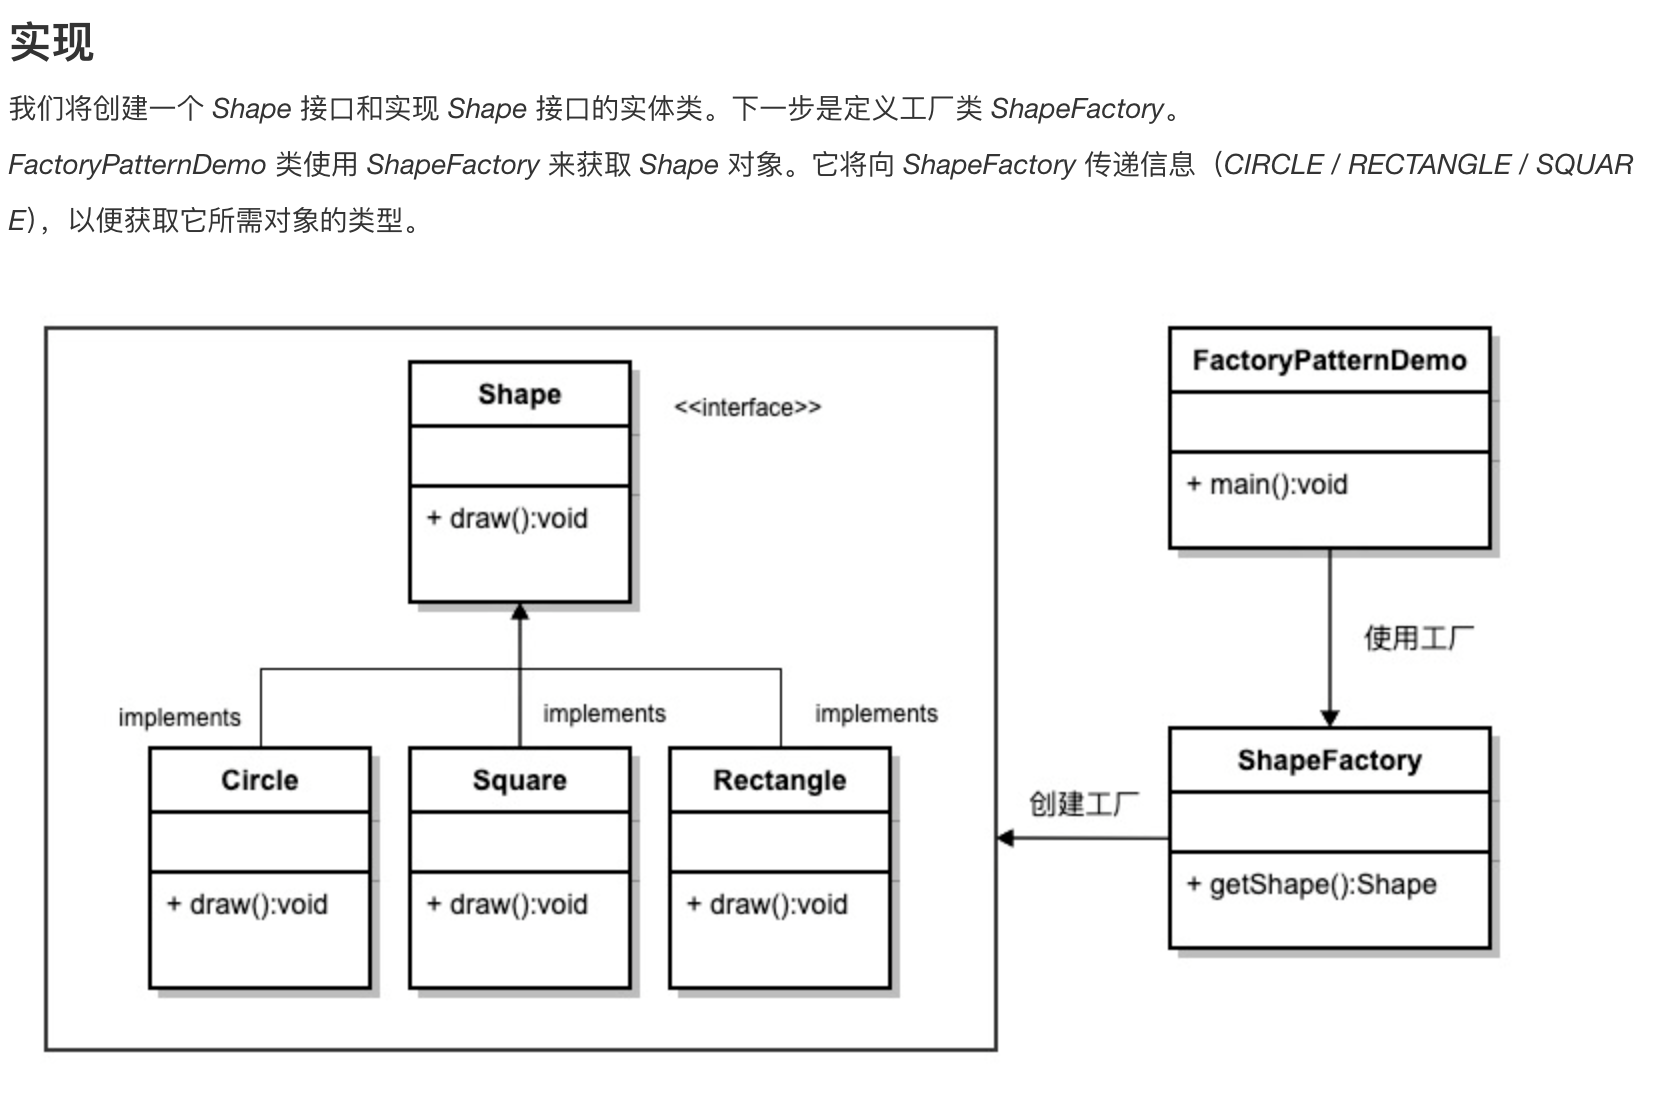 实现
我们将创建一个 Shape 接口和实现 Shape 接口的实体类。下一步是定义工厂类 ShapeFactory。
FactoryPatternDemo 类使用 ShapeFactory 来获取 Shape 对象。它将向 ShapeFactory 传递信息（CIRCLE / RECTANGLE / SQUAR
E），以便获取它所需对象的类型。
Shape
<<interface>>
+ draw():void
implements
implements
implements
Circle
+ draw():void
Square
+ draw():void
Rectangle
+ draw():void
FactoryPatternDemo
+ main():void
使用工厂
ShapeFactory
+ getShape():Shape
创建工厂